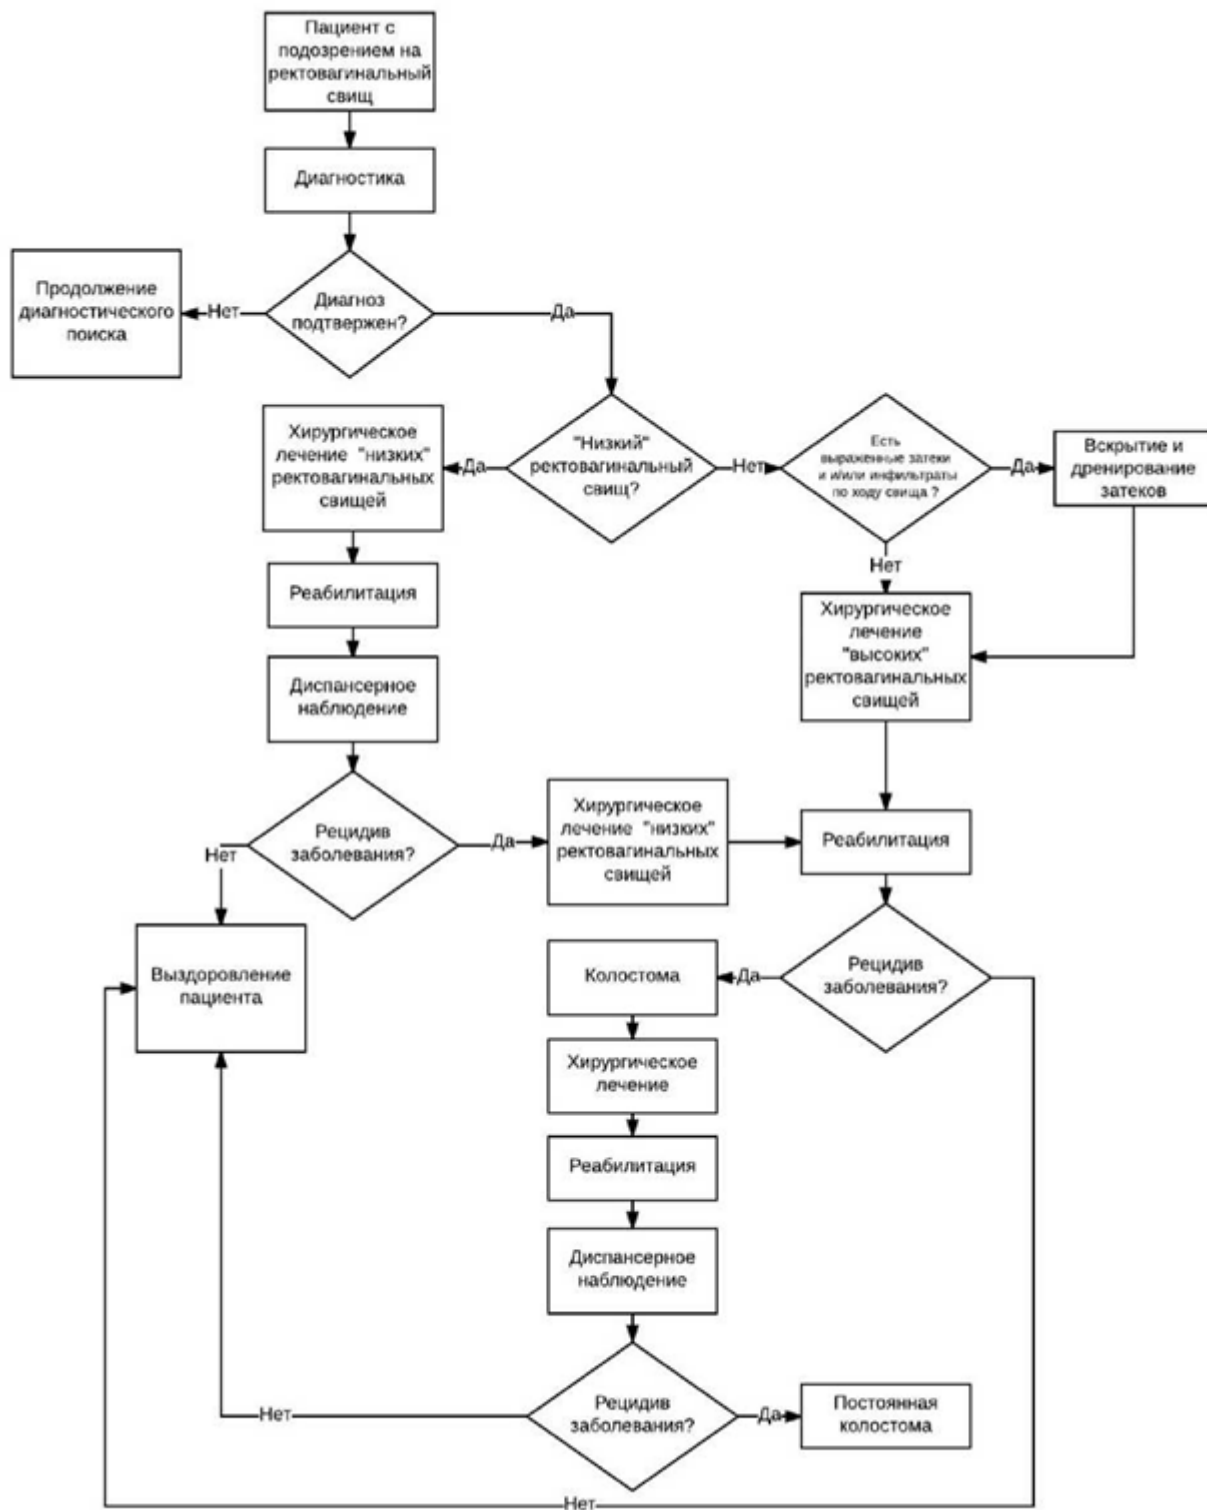 Пациент с
подозрением на
ректовагинальный
свищ
Диагностика
Диагноз
подтвержен?
Нет
Продолжение
диагностического
поиска
Да
"Низкий"
ректовагинальный
свищ?
Да
Хирургическое
лечение "низких"
ректовагинальных
свищей
Нет
Есть
выраженные затеки
и и/или инфильтраты
по ходу свища ?
Да
Вскрытие и
дренирование
затеков
Нет
Хирургическое
лечение
"высоких"
ректовагинальных
свищей
Реабилитация
Диспансерное
наблюдение
Рецидив
заболевания?
Нет
Да
Хирургическое
лечение "низких"
ректовагинальных
свищей
Реабилитация
Выздоровление
пациента
Рецидив
заболевания?
Да
Колостома
Хирургическое
лечение
Реабилитация
Диспансерное
наблюдение
Рецидив
заболевания?
Нет
Да
Постоянная
колостома
Нет